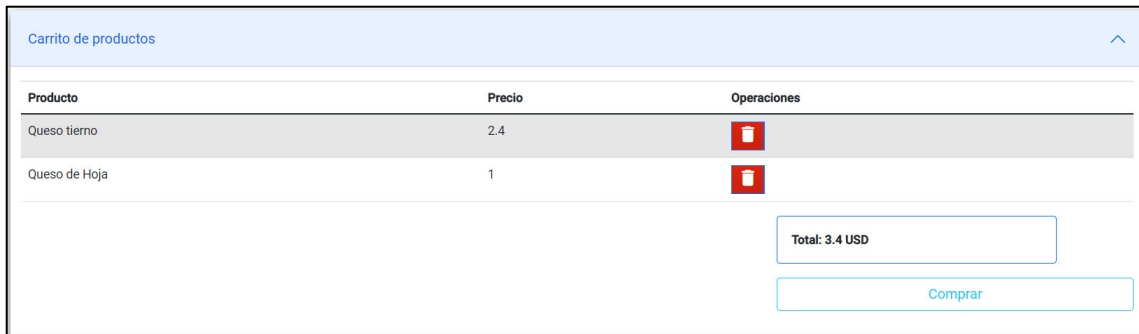 Carrito de productos
Producto Precio Operaciones
Queso tierno 2.4
Queso de Hoja 1
Total: 3.4 USD
Comprar